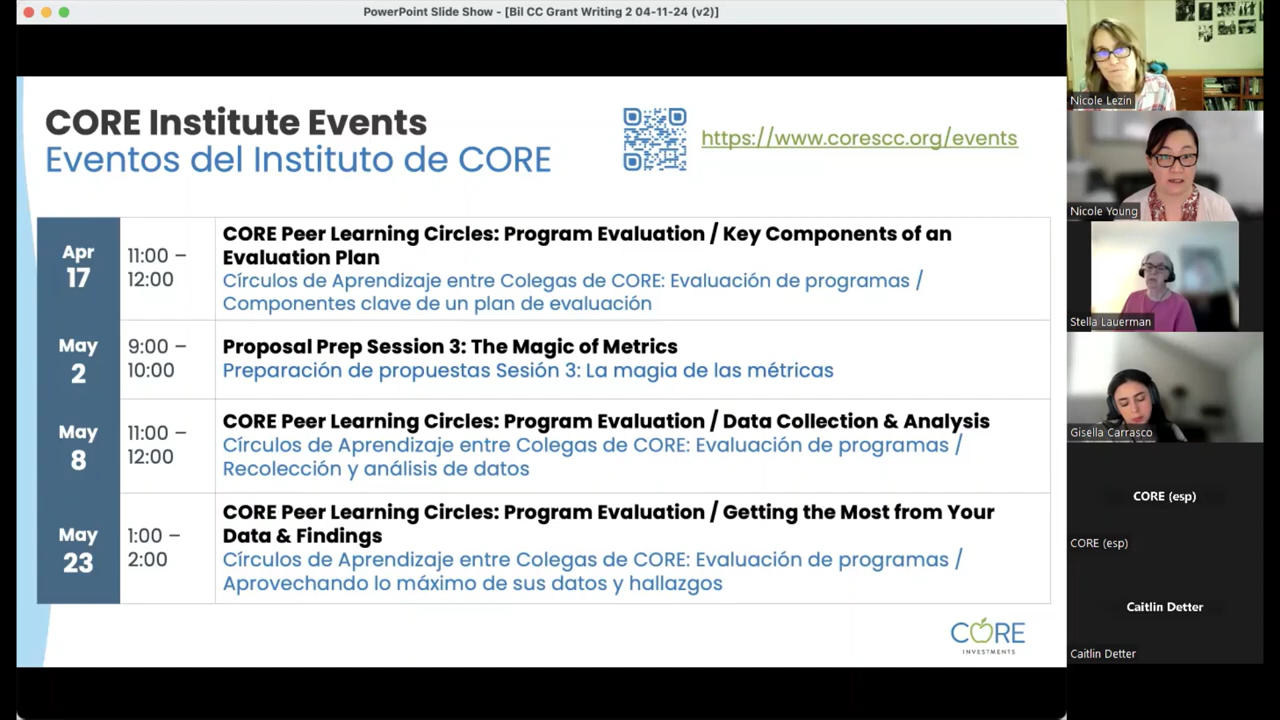 PowerPoint Slide Show - [Bil CC Grant Writing 2 04-11-24 (v2)]
CORE Institute Events
Eventos del Instituto de CORE
https://www.corescc.org/events
Apr
17
11:00 –
12:00
CORE Peer Learning Circles: Program Evaluation / Key Components of an
Evaluation Plan
Círculos de Aprendizaje entre Colegas de CORE: Evaluación de programas /
Componentes clave de un plan de evaluación
May
2
9:00 –
10:00
Proposal Prep Session 3: The Magic of Metrics
Preparación de propuestas Sesión 3: La magia de las métricas
May
8
11:00 –
12:00
CORE Peer Learning Circles: Program Evaluation / Data Collection & Analysis
Círculos de Aprendizaje entre Colegas de CORE: Evaluación de programas /
Recolección y análisis de datos
May
23
1:00 –
2:00
CORE Peer Learning Circles: Program Evaluation / Getting the Most from Your
Data & Findings
Círculos de Aprendizaje entre Colegas de CORE: Evaluación de programas /
Aprovechando lo máximo de sus datos y hallazgos
CORE
INVESTMENTS
Nicole Lezin
Nicole Young
Stella Lauerman
Gisella Carrasco
CORE (esp)
CORE (esp)
Caitlin Detter
Caitlin Detter